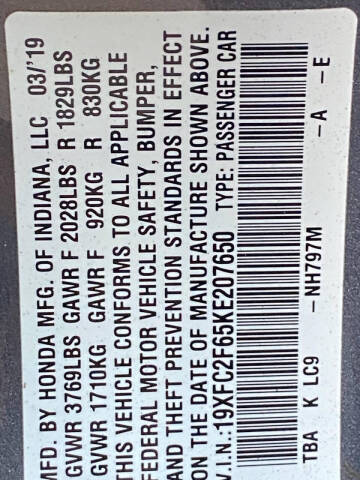 MFD. BY HONDA MFG. OF INDIANA, LLC 03/'19
GVWR 3769LBS GAWR F 2028LBS R 1829LBS
GVWR 1710KG GAWR F 920KG R 830KG
THIS VEHICLE CONFORMS TO ALL APPLICABLE
FEDERAL MOTOR VEHICLE SAFETY, BUMPER,
AND THEFT PREVENTION STANDARDS IN EFFECT
ON THE DATE OF MANUFACTURE SHOWN ABOVE.
V.I.N.:19XFC2F65KE207650 TYPE: PASSENGER CAR
TBA K LC9 –NH797M –A –E